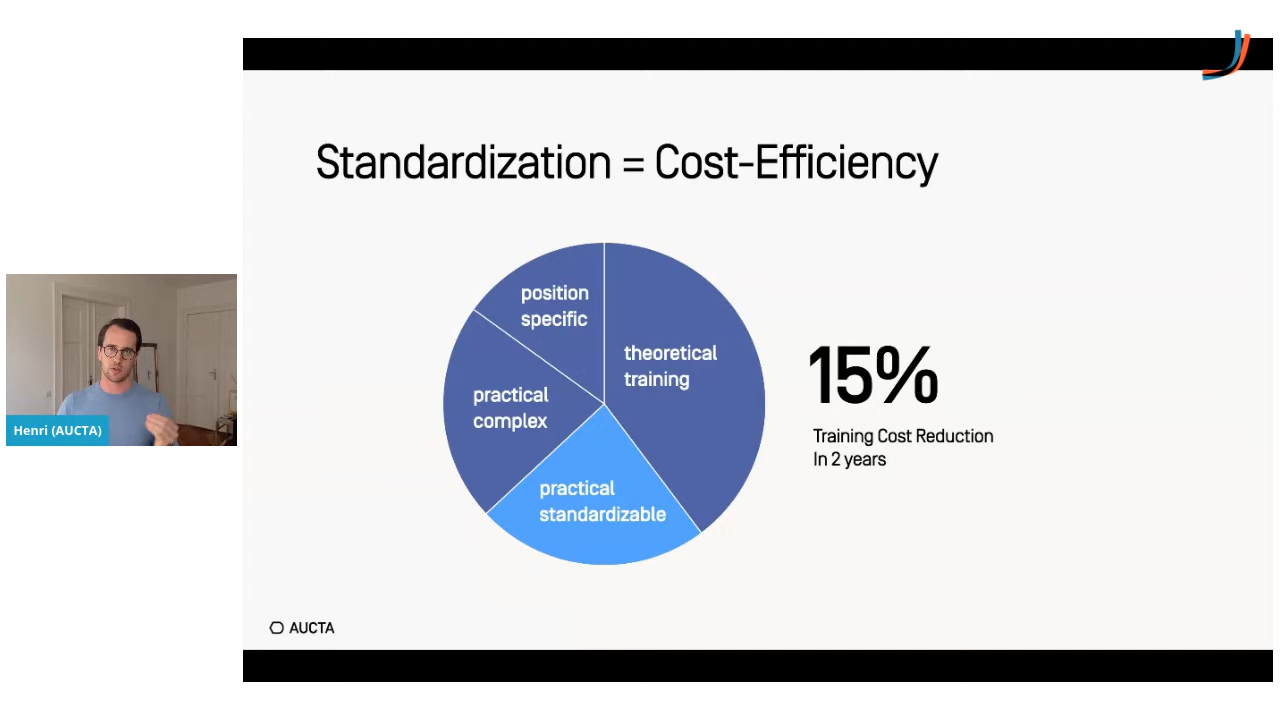 Standardization = Cost-Efficiency
position
specific
theoretical
training
practical
complex
practical
standardizable
15%
Training Cost Reduction
In 2 years
Henri (AUCTA)
AUCTA